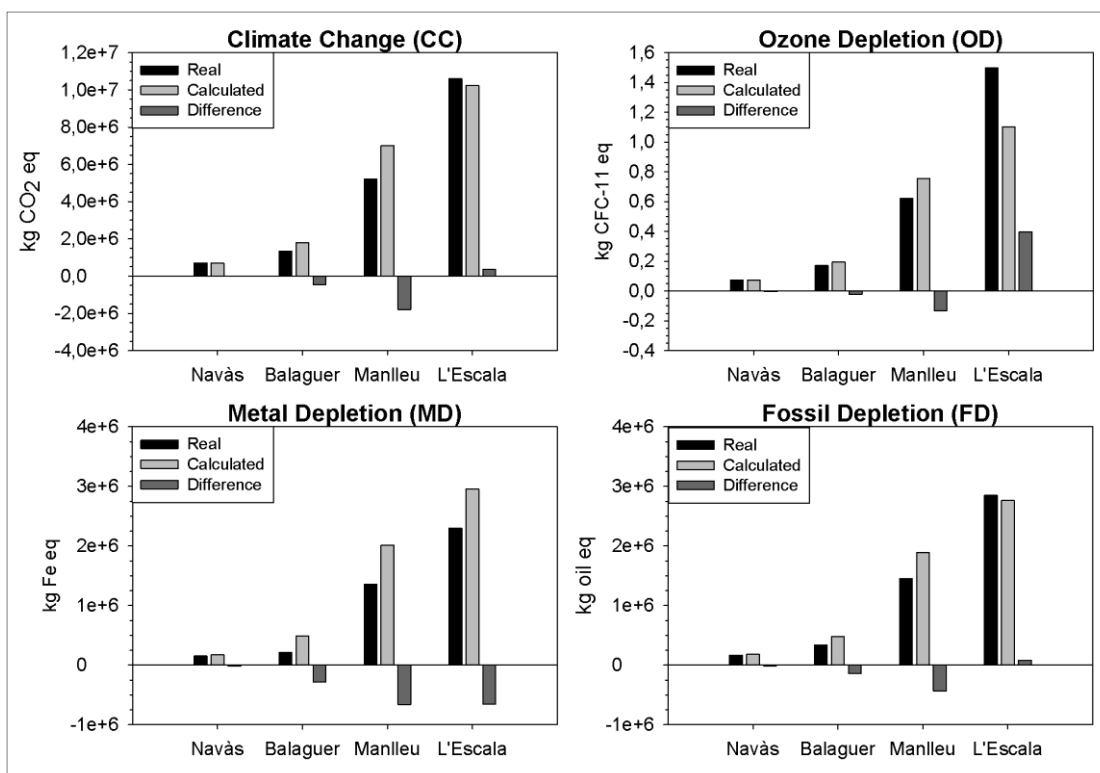 Climate Change (CC)
1,2e+7
1,0e+7
8,0e+6
6,0e+6
4,0e+6
2,0e+6
0,0
-2,0e+6
-4,0e+6
kg CO2 eq
Real
Calculated
Difference
Navàs Balaguer Manlleu L'Escala
Ozone Depletion (OD)
1,6
1,4
1,2
1,0
0,8
0,6
0,4
0,2
0,0
-0,2
-0,4
kg CFC-11 eq
Real
Calculated
Difference
Navàs Balaguer Manlleu L'Escala
Metal Depletion (MD)
4e+6
3e+6
2e+6
1e+6
0
-1e+6
kg Fe eq
Real
Calculated
Difference
Navàs Balaguer Manlleu L'Escala
Fossil Depletion (FD)
4e+6
3e+6
2e+6
1e+6
0
-1e+6
kg oil eq
Real
Calculated
Difference
Navàs Balaguer Manlleu L'Escala